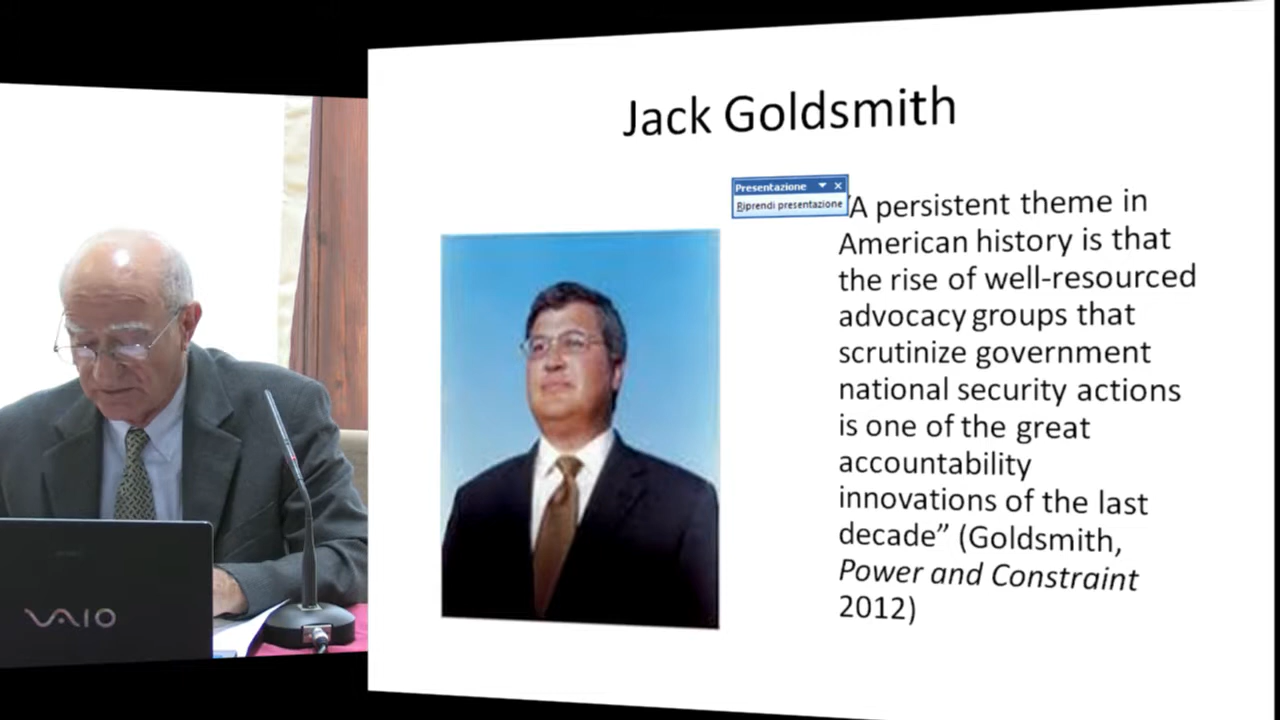 Jack Goldsmith
Presentazione
Riprendi presentazione
“A persistent theme in
American history is that
the rise of well-resourced
advocacy groups that
scrutinize government
national security actions
is one of the great
accountability
innovations of the last
decade” (Goldsmith,
Power and Constraint
2012)
VAIO